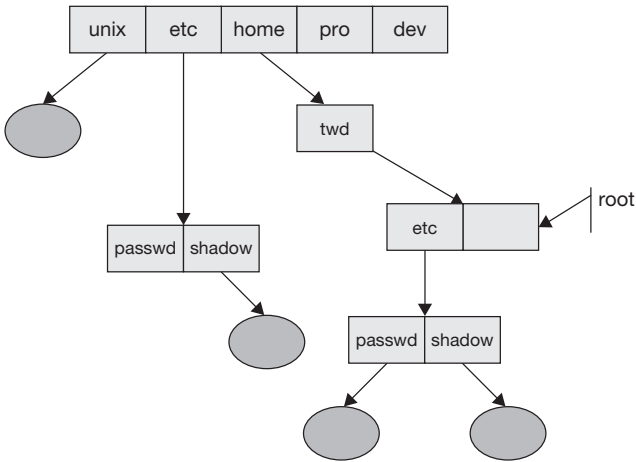 unix etc home pro dev
twd
root
etc
passwd shadow
passwd shadow